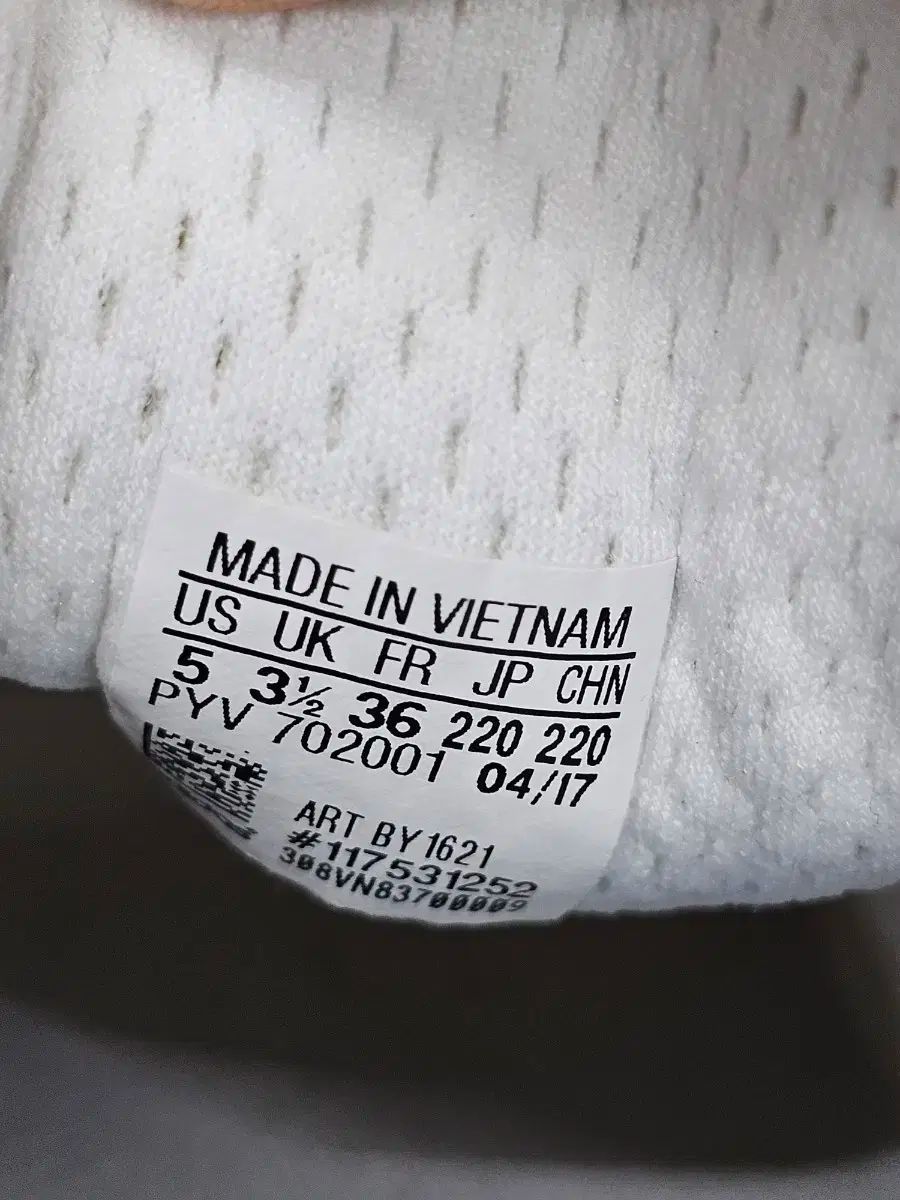 MADE IN VIETNAM
US UK FR JP CHN
5 3½ 36 220 220
PYV 702001 04/17
ART BY1621
#117531252
308VN83700009